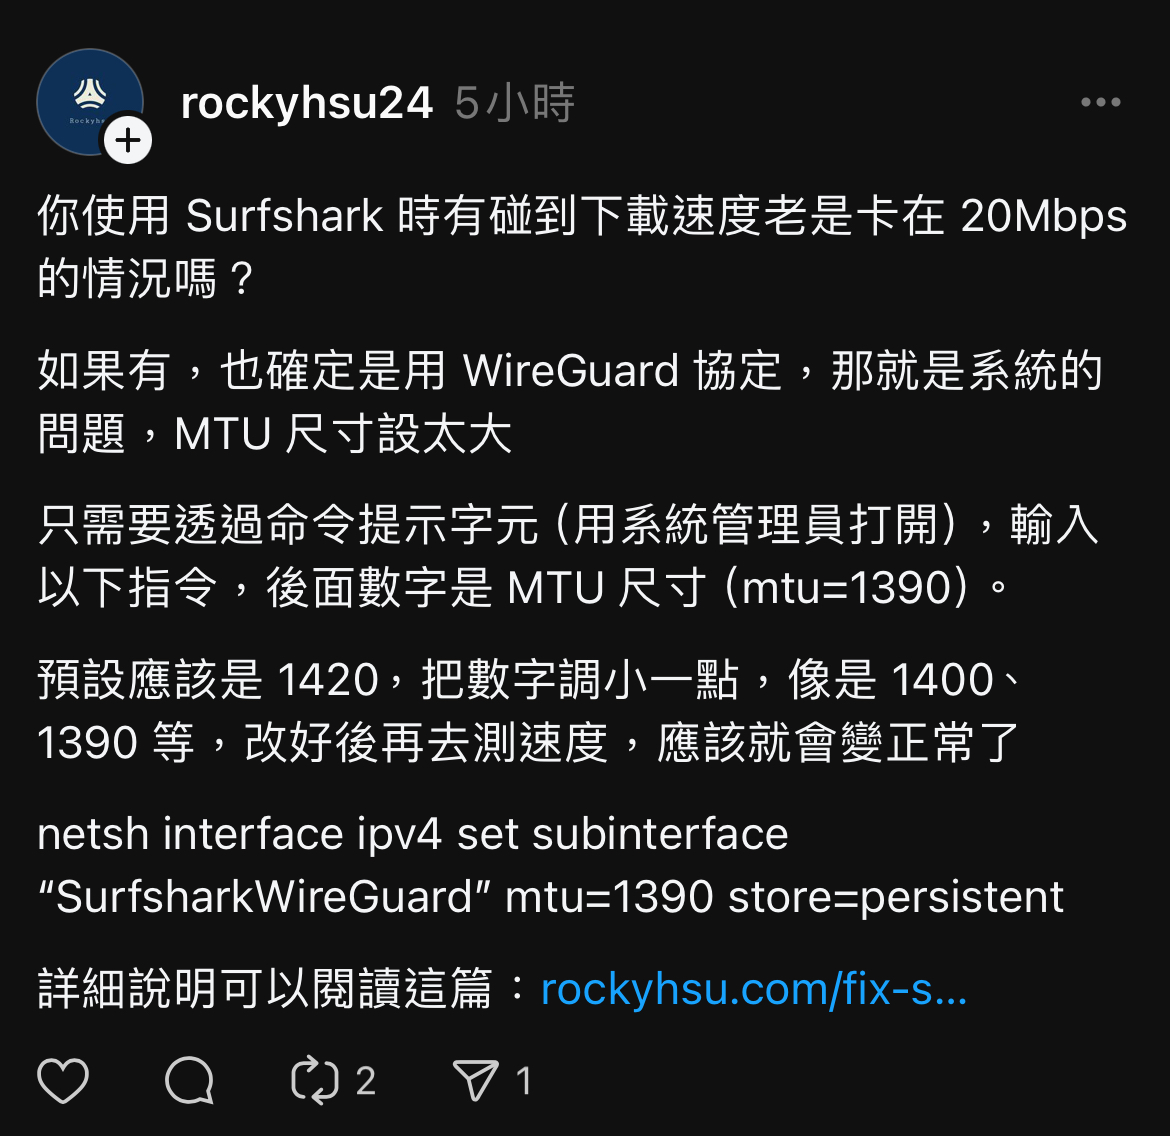 rockyhsu24 5小時
你使用 Surfshark 時有碰到下載速度老是卡在 20Mbps
的情況嗎？
如果有，也確定是用 WireGuard 協定，那就是系統的
問題，MTU 尺寸設太大
只需要透過命令提示字元 (用系統管理員打開)，輸入
以下指令，後面數字是 MTU 尺寸 (mtu=1390)。
預設應該是 1420，把數字調小一點，像是 1400、
1390 等，改好後再去測速度，應該就會變正常了
netsh interface ipv4 set subinterface
“SurfsharkWireGuard” mtu=1390 store=persistent
詳細說明可以閱讀這篇：rockyhsu.com/fix-s...
2 1